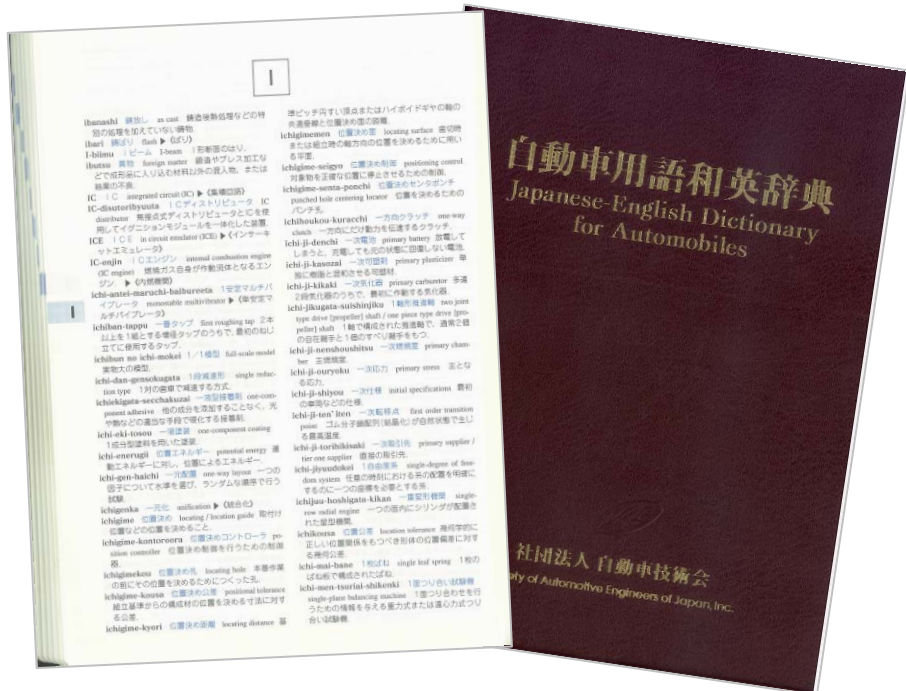 I
ibanashi 鋳放し as cast 鋳造後熱処理などの特
別の処理を加えていない鋳物.
ibari 鋳ばり flash ▶《ばり》
I-biimu Iビーム I-beam I形断面のはり.
ibutsu 異物 foreign matter 鋳造やプレス加工な
どで成形品に入り込む材料以外の混入物, または
結果の不良.
IC IC integrated circuit (IC) ▶《集積回路》
IC-disutoribyuuta ICディストリビュータ IC
distributor 無接点式ディストリビュータとICを使
用してイグニションモジュールを一体化した装置.
ICE ICE in circuit emulator (ICE) ▶《インサーキ
ットエミュレータ》
IC-enjin ICエンジン internal combustion engine
(IC engine) 燃焼ガス自身が作動流体となるエン
ジン. ▶《内燃機関》
ichi-antei-maruchi-baibureeta 1安定マルチバ
イブレータ monostable multivibrator ▶《単安定マ
ルチバイブレータ》
ichiban-tappu 一番タップ first roughing tap 2本
以上を1組とする増径タップのうちで, 最初のねじ
立てに使用するタップ.
ichibun no ichi-mokei 1/1模型 full-scale model
実物大の模型.
ichi-dan-gensokugata 1段減速形 single reduc-
tion type 1対の歯車で減速する方式.
ichiekigata-secchakuzai 一液型接着剤 one-com-
ponent adhesive 他の成分を添加することなく, 光
や熱などの適当な手段で硬化する接着剤.
ichi-eki-tosou 一液塗装 one-component coating
1成分型塗料を用いた塗装.
ichi-enerugii 位置エネルギー potential energy 運
動エネルギーに対し, 位置によるエネルギー.
ichi-gen-haichi 一元配置 one-way layout 一つの
因子について水準を選び, ランダムな順序で行う
試験.
ichigenka 一元化 unification ▶《統合化》
ichigime 位置決め locating / location guide 取付け
位置などの位置を決めること.
ichigime-kontoroora 位置決めコントローラ po-
sition controller 位置決め制御を行うための制御
器.
ichigimekou 位置決め孔 locating hole 本番作業
の前にその位置を決めるためにつくった孔.
ichigime-kousa 位置決め公差 positional tolerance
組立基準からの構成材の位置を決める寸法に対す
る公差.
ichigime-kyori 位置決め距離 locating distance 基
準ピッチ円すい頂点またはハイポイドギヤの軸の
共通垂線と位置決め面の距離.
ichigimemen 位置決め面 locating surface 歯切時
または組立時の軸方向の位置を決めるために用い
る平面.
ichigime-seigyo 位置決め制御 positioning control
対象物を正確な位置に停止させるための制御.
ichigime-senta-ponchi 位置決めセンタポンチ
punched hole centering locator 位置を決めるための
パンチ孔.
ichihoukou-kuracchi 一方向クラッチ one-way
clutch 一方向にだけ動力を伝達するクラッチ.
ichi-ji-denchi 一次電池 primary battery 放電して
しまうと, 充電しても元の状態に回復しない電池.
ichi-ji-kasozai 一次可塑剤 primary plasticizer 単
独に樹脂と混和させる可塑剤.
ichi-ji-kikaki 一次気化器 primary carburetor 多連
2段気化器のうちで, 最初に作動する気化器.
ichi-jikugata-suishinjiku 1軸形推進軸 two joint
type drive [propeller] shaft / one piece type drive [pro-
peller] shaft 1軸で構成された推進軸で, 通常2個
の自在継手と1個のすべり継手をもつ.
ichi-ji-nenshoushitsu 一次燃焼室 primary cham-
ber 主燃焼室.
ichi-ji-ouryoku 一次応力 primary stress 主とな
る応力.
ichi-ji-shiyou 一次仕様 initial specifications 最初
の車両などの仕様.
ichi-ji-ten'iten 一次転移点 first order transition
point ゴム分子鎖配列(結晶化)が自然状態で生じ
る最高温度.
ichi-ji-torihikisaki 一次取引先 primary supplier /
tier one supplier 直接の取引先.
ichi-jiyuudokei 1自由度系 single-degree of free-
dom system 任意の時刻における系の配置を明確に
するのに一つの座標を必要とする系.
ichijuu-hoshigata-kikan 一重星形機関 single-
row radial engine 一つの面内にシリンダが配置さ
れた星型機関.
ichikousa 位置公差 location tolerance 幾何学的に
正しい位置関係をもつべき形体の位置偏差に対す
る幾何公差.
ichi-mai-bane 1枚ばね single leaf spring 1枚の
ばね板で構成されたばね.
ichi-men-tsuriai-shikenki 1面つり合い試験機
single-plane balancing machine 1面つり合わせを行
うための情報を与える重力式または遠心力式つり
合い試験機.
I
自動車用語和英辞典
Japanese-English Dictionary
for Automobiles
社団法人 自動車技術会
ety of Automotive Engineers of Japan, Inc.